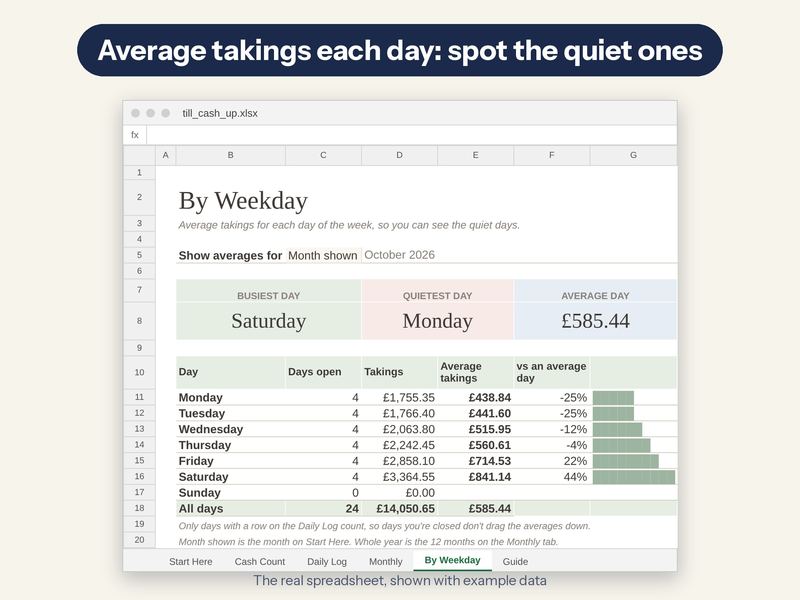 Average takings each day: spot the quiet ones
till_cash_up.xlsx
fx
A B C D E F G
1
2 By Weekday
3 Average takings for each day of the week, so you can see the quiet days.
4
5 Show averages for Month shown October 2026
6
7 BUSIEST DAY QUIETEST DAY AVERAGE DAY
8 Saturday Monday £585.44
9
10 Day Days open Takings Average takings vs an average day
11 Monday 4 £1,755.35 £438.84 -25%
12 Tuesday 4 £1,766.40 £441.60 -25%
13 Wednesday 4 £2,063.80 £515.95 -12%
14 Thursday 4 £2,242.45 £560.61 -4%
15 Friday 4 £2,858.10 £714.53 22%
16 Saturday 4 £3,364.55 £841.14 44%
17 Sunday 0 £0.00
18 All days 24 £14,050.65 £585.44
19 Only days with a row on the Daily Log count, so days you're closed don't drag the averages down.
20 Month shown is the month on Start Here. Whole year is the 12 months on the Monthly tab.
Start Here Cash Count Daily Log Monthly By Weekday Guide
The real spreadsheet, shown with example data